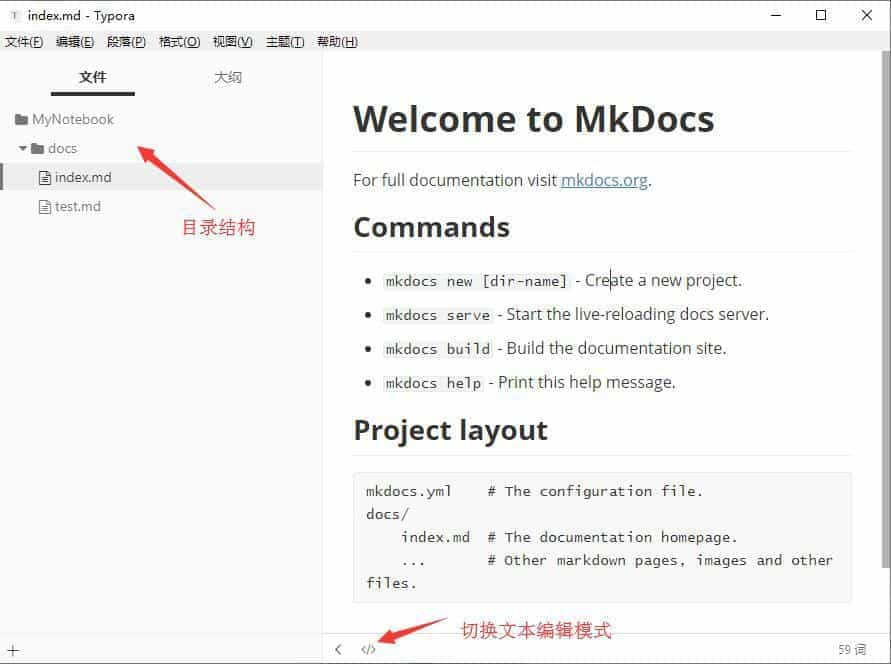 index.md - Typora
文件(F) 编辑(E) 段落(P) 格式(O) 视图(V) 主题(T) 帮助(H)
文件 大纲
MyNotebook
docs
index.md
test.md
目录结构
Welcome to MkDocs
For full documentation visit mkdocs.org.
Commands
mkdocs new [dir-name] - Create a new project.
mkdocs serve - Start the live-reloading docs server.
mkdocs build - Build the documentation site.
mkdocs help - Print this help message.
Project layout
mkdocs.yml    # The configuration file.
docs/
    index.md  # The documentation homepage.
    ...       # Other markdown pages, images and other
files.
切换文本编辑模式
59 词